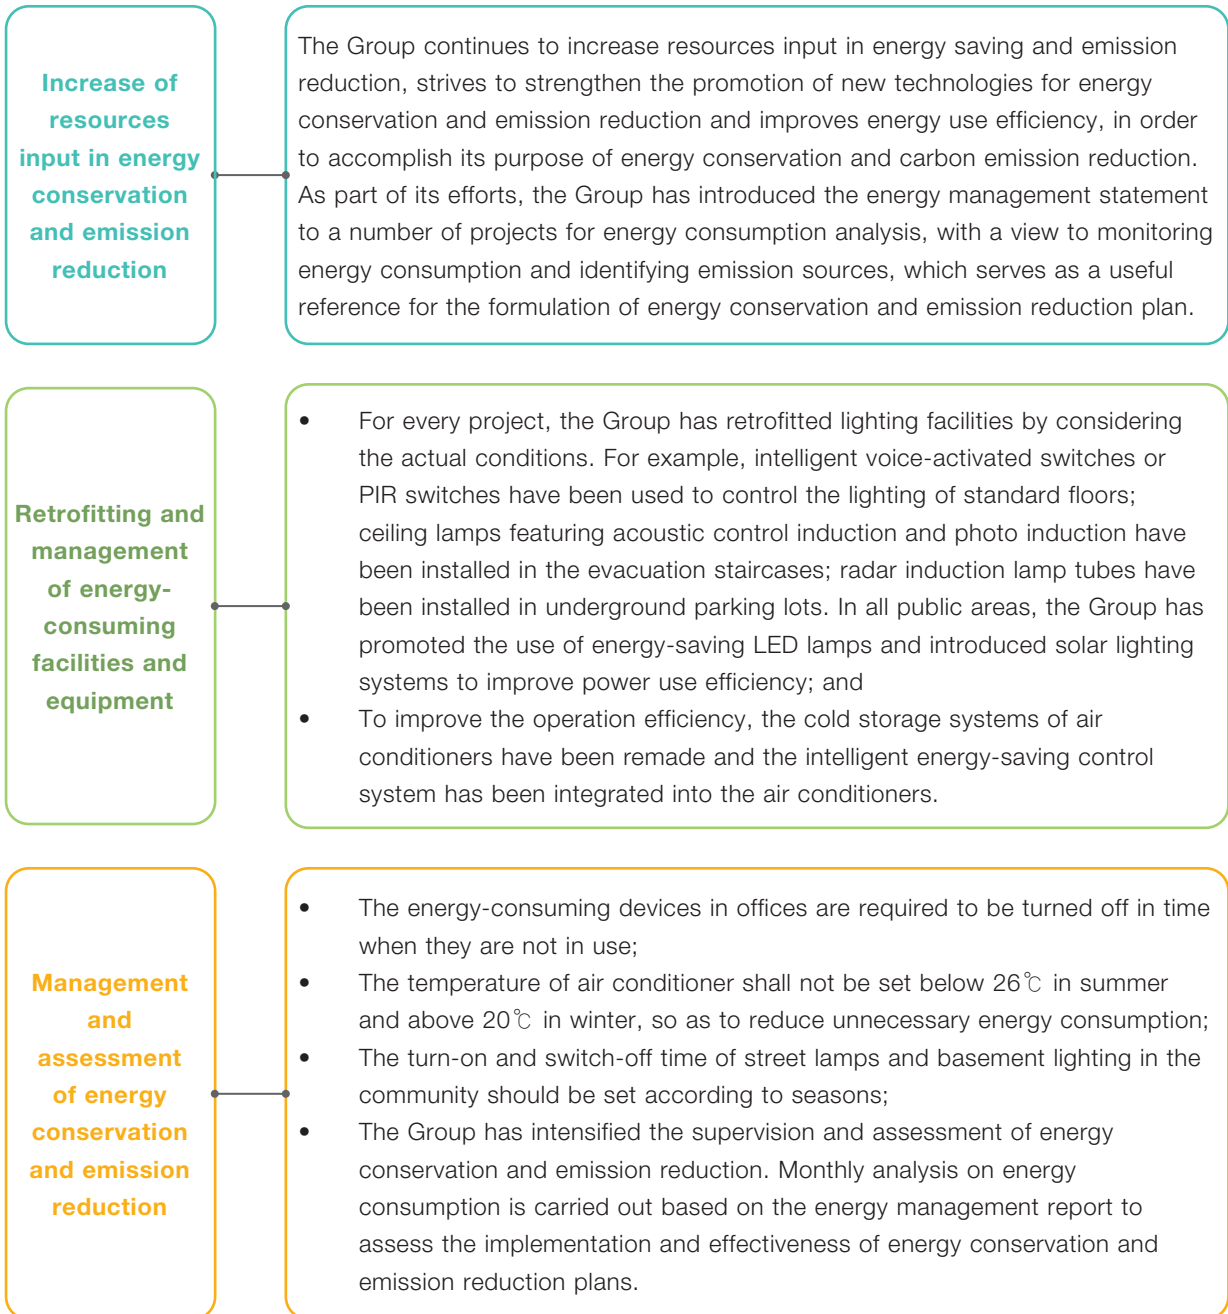 Increase of
resources
input in energy
conservation
and emission
reduction
The Group continues to increase resources input in energy saving and emission
reduction, strives to strengthen the promotion of new technologies for energy
conservation and emission reduction and improves energy use efficiency, in order
to accomplish its purpose of energy conservation and carbon emission reduction.
As part of its efforts, the Group has introduced the energy management statement
to a number of projects for energy consumption analysis, with a view to monitoring
energy consumption and identifying emission sources, which serves as a useful
reference for the formulation of energy conservation and emission reduction plan.
Retrofitting and
management
of energy-
consuming
facilities and
equipment
• For every project, the Group has retrofitted lighting facilities by considering
the actual conditions. For example, intelligent voice-activated switches or
PIR switches have been used to control the lighting of standard floors;
ceiling lamps featuring acoustic control induction and photo induction have
been installed in the evacuation staircases; radar induction lamp tubes have
been installed in underground parking lots. In all public areas, the Group has
promoted the use of energy-saving LED lamps and introduced solar lighting
systems to improve power use efficiency; and
• To improve the operation efficiency, the cold storage systems of air
conditioners have been remade and the intelligent energy-saving control
system has been integrated into the air conditioners.
Management
and
assessment
of energy
conservation
and emission
reduction
• The energy-consuming devices in offices are required to be turned off in time
when they are not in use;
• The temperature of air conditioner shall not be set below 26℃ in summer
and above 20℃ in winter, so as to reduce unnecessary energy consumption;
• The turn-on and switch-off time of street lamps and basement lighting in the
community should be set according to seasons;
• The Group has intensified the supervision and assessment of energy
conservation and emission reduction. Monthly analysis on energy
consumption is carried out based on the energy management report to
assess the implementation and effectiveness of energy conservation and
emission reduction plans.